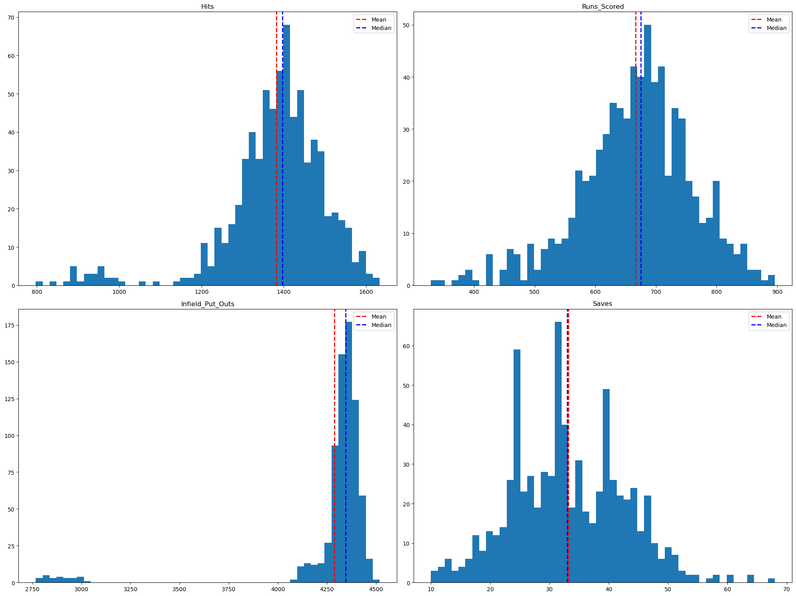 Hits
Mean
Median
70
60
50
40
30
20
10
0
800 1000 1200 1400 1600
Runs_Scored
Mean
Median
50
40
30
20
10
0
400 500 600 700 800 900
Infield_Put_Outs
Mean
Median
175
150
125
100
75
50
25
0
2750 3000 3250 3500 3750 4000 4250 4500
Saves
Mean
Median
60
50
40
30
20
10
0
10 20 30 40 50 60 70